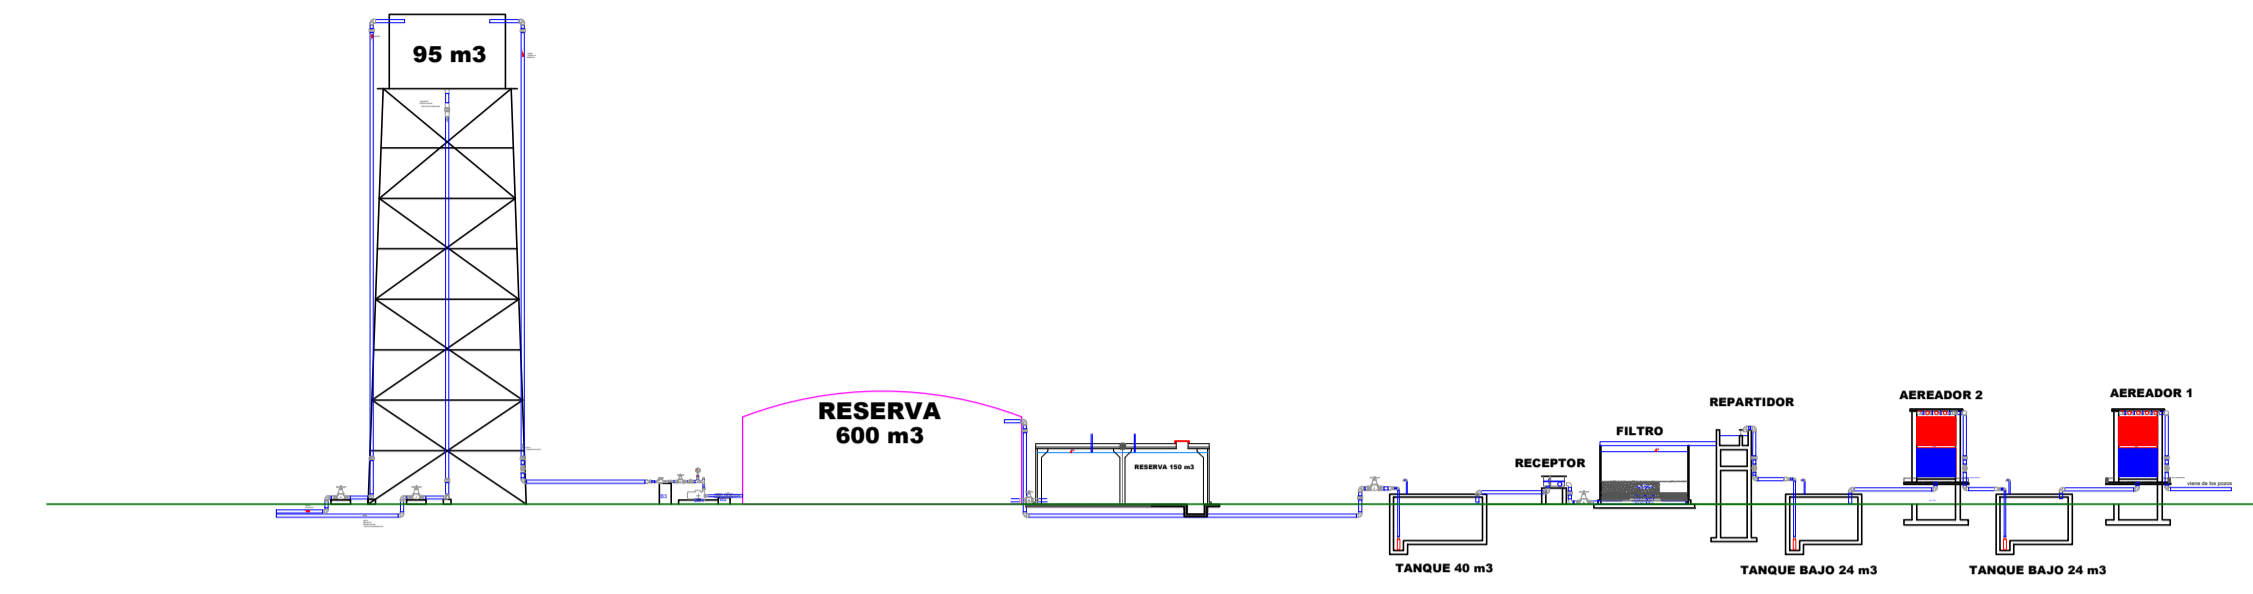 95 m3
RESERVA
600 m3
RESERVA 150 m3
TANQUE 40 m3
RECEPTOR
FILTRO
REPARTIDOR
TANQUE BAJO 24 m3
AEREADOR 2
TANQUE BAJO 24 m3
AEREADOR 1
viene de los pozos
B3